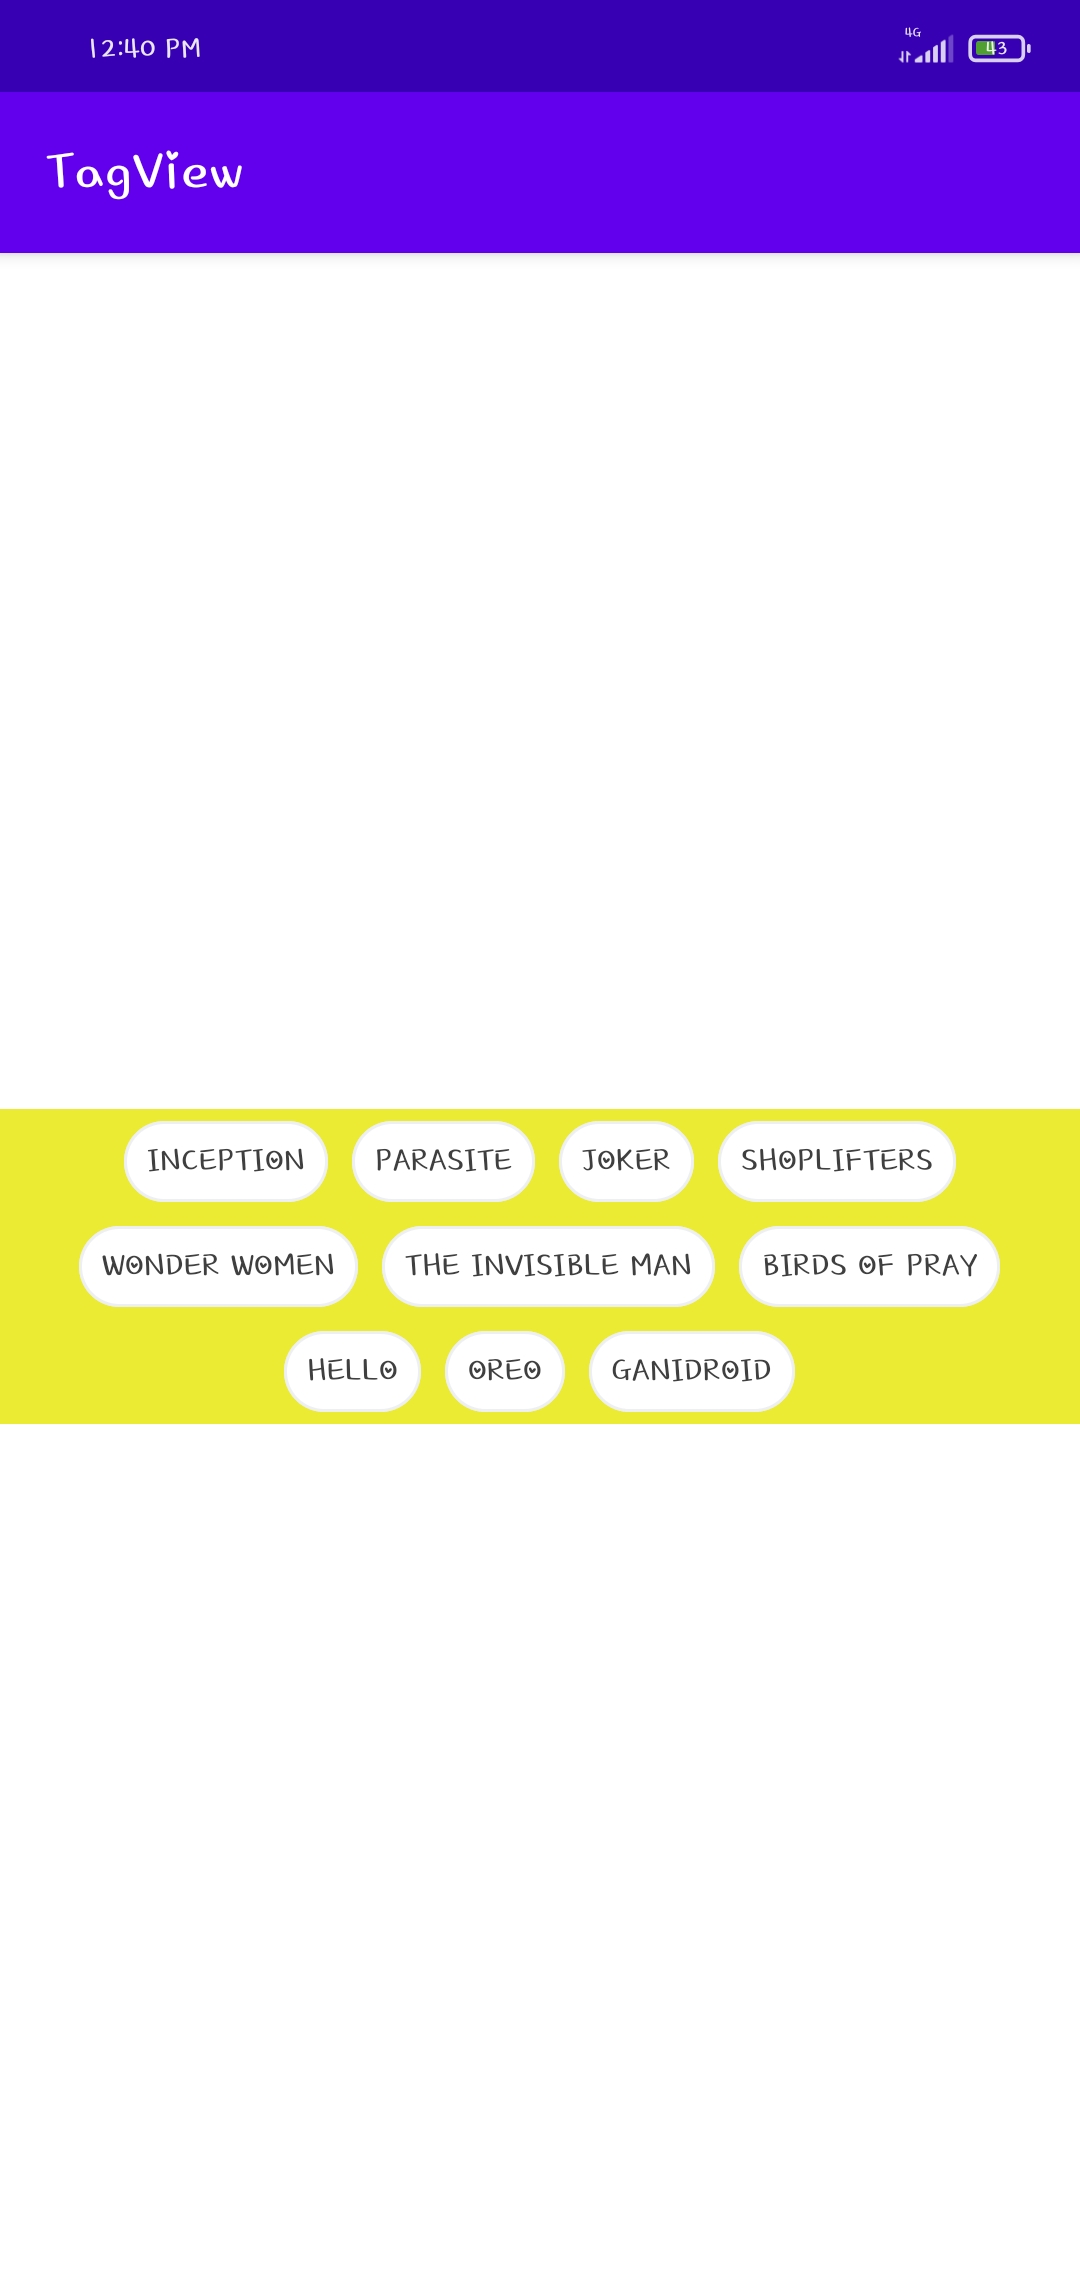 12:40 PM 4G 43
TagView
INCEPTION PARASITE JOKER SHOPLIFTERS
WONDER WOMEN THE INVISIBLE MAN BIRDS OF PRAY
HELLO OREO GANIDROID